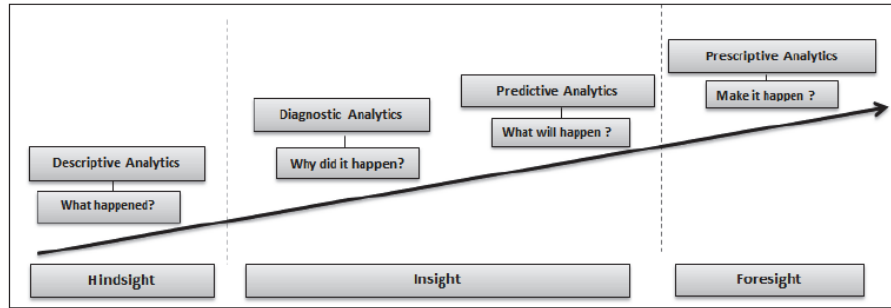 Prescriptive Analytics
Make it happen ?
Predictive Analytics
What will happen ?
Diagnostic Analytics
Why did it happen?
Descriptive Analytics
What happened?
Hindsight
Insight
Foresight